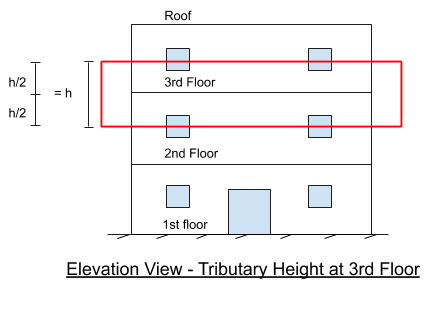 Roof
h/2
3rd Floor
= h
h/2
2nd Floor
1st floor
Elevation View - Tributary Height at 3rd Floor